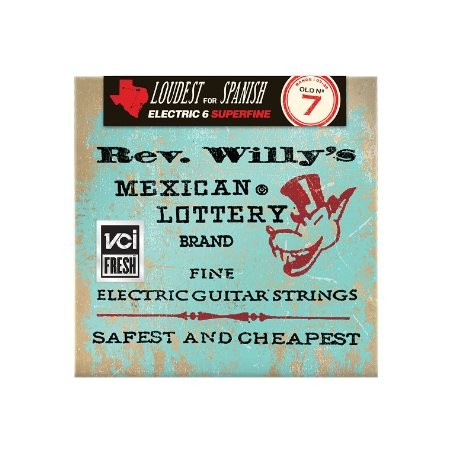 LOUDEST FOR SPANISH
ELECTRIC 6 SUPERFINE
OLD Nº
7
Rev. Willy's
MEXICAN®
LOTTERY
BRAND
vci
FRESH
FINE
ELECTRIC GUITAR STRINGS
SAFEST AND CHEAPEST